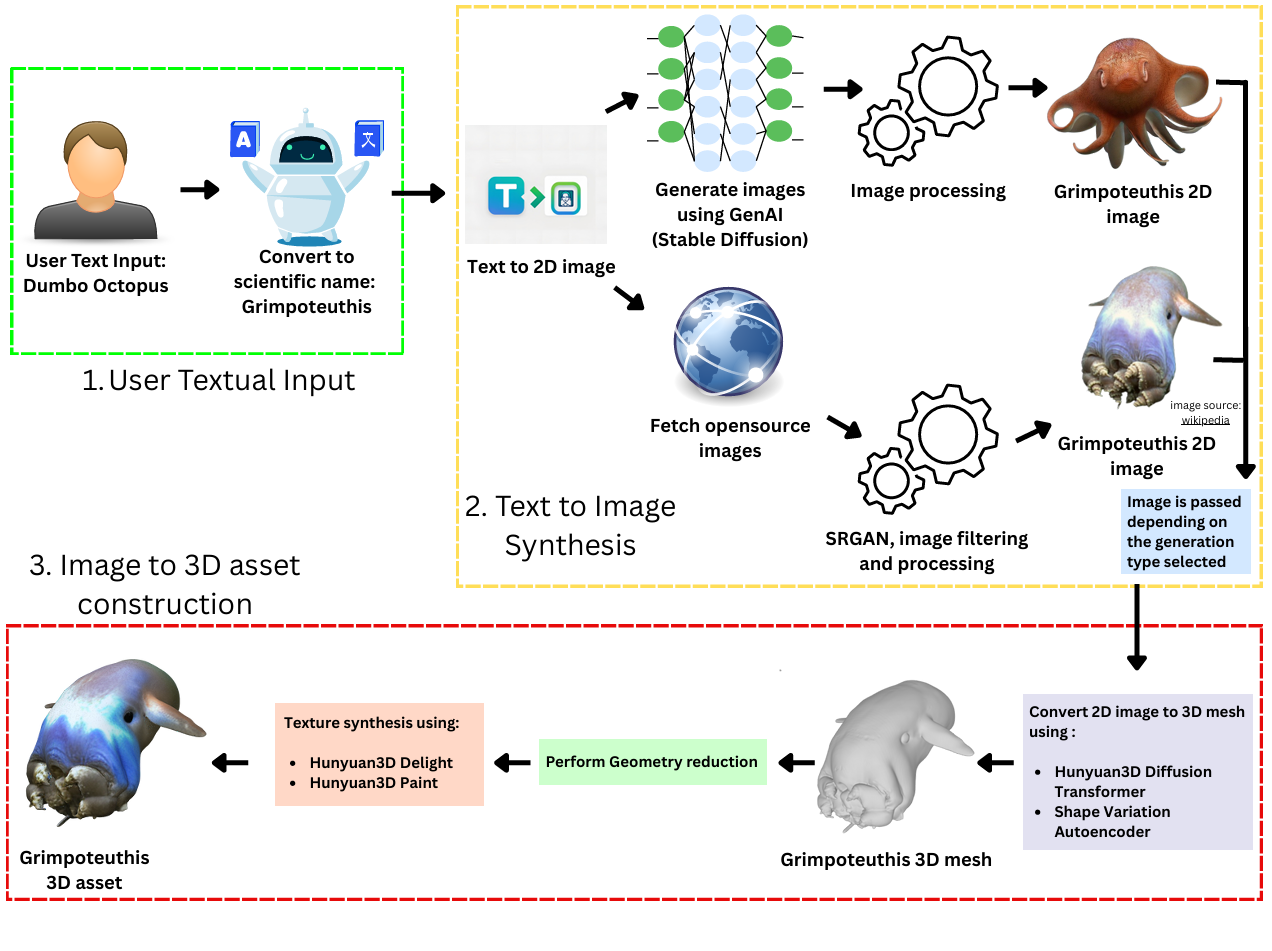 User Text Input:
Dumbo Octopus
A
文
Convert to
scientific name:
Grimpoteuthis
1. User Textual Input
T
Text to 2D image
Generate images
using GenAI
(Stable Diffusion)
Image processing
Grimpoteuthis 2D
image
Fetch opensource
images
SRGAN, image filtering
and processing
image source:
wikipedia
Grimpoteuthis 2D
image
Image is passed
depending on
the generation
type selected
2. Text to Image
Synthesis
3. Image to 3D asset
construction
Convert 2D image to 3D mesh
using :
• Hunyuan3D Diffusion
Transformer
• Shape Variation
Autoencoder
Grimpoteuthis 3D mesh
Perform Geometry reduction
Texture synthesis using:
• Hunyuan3D Delight
• Hunyuan3D Paint
Grimpoteuthis
3D asset